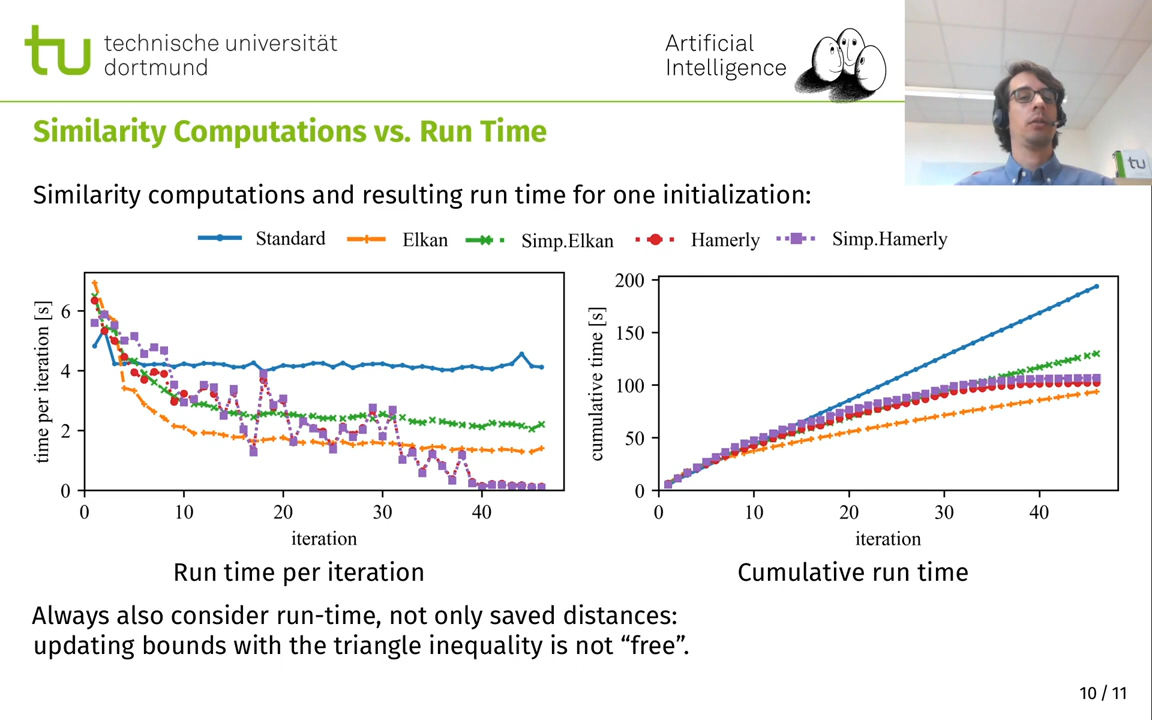 technische universität
dortmund
Artificial
Intelligence
tu
Similarity Computations vs. Run Time
Similarity computations and resulting run time for one initialization:
Standard Elkan Simp.Elkan Hamerly Simp.Hamerly
time per iteration [s]
6
4
2
0
0 10 20 30 40
iteration
Run time per iteration
cumulative time [s]
200
150
100
50
0
0 10 20 30 40
iteration
Cumulative run time
Always also consider run-time, not only saved distances:
updating bounds with the triangle inequality is not “free”.
10 / 11